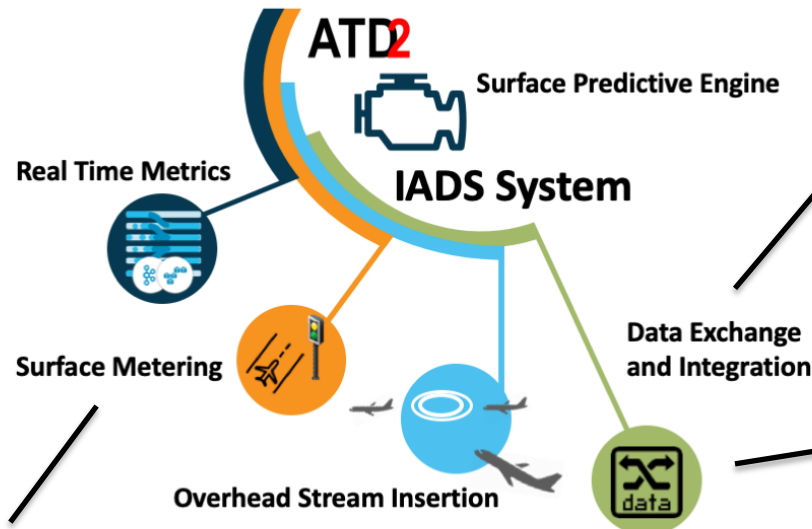 ATD2
Surface Predictive Engine
Real Time Metrics
IADS System
Data Exchange
and Integration
Surface Metering
data
Overhead Stream Insertion